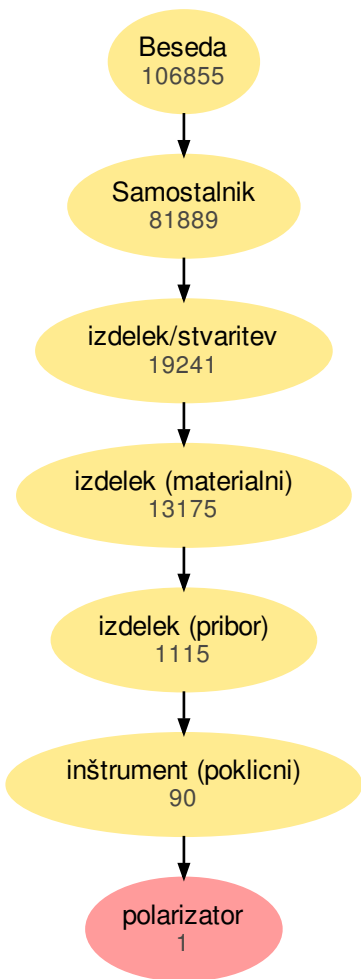 Beseda
106855
Samostalnik
81889
izdelek/stvaritev
19241
izdelek (materialni)
13175
izdelek (pribor)
1115
inštrument (poklicni)
90
polarizator
1